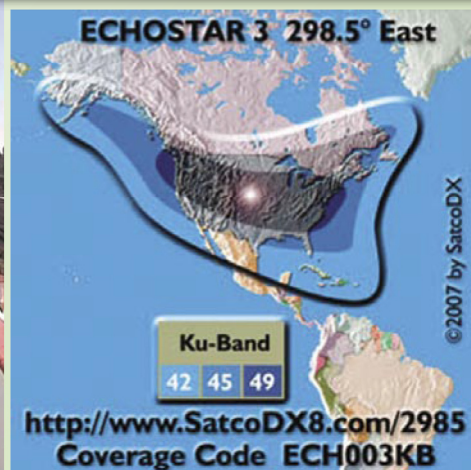 ECHOSTAR 3 298.5° East
©2007 by SatcoDX
Ku-Band
42 45 49
http://www.SatcoDX8.com/2985
Coverage Code ECH003KB